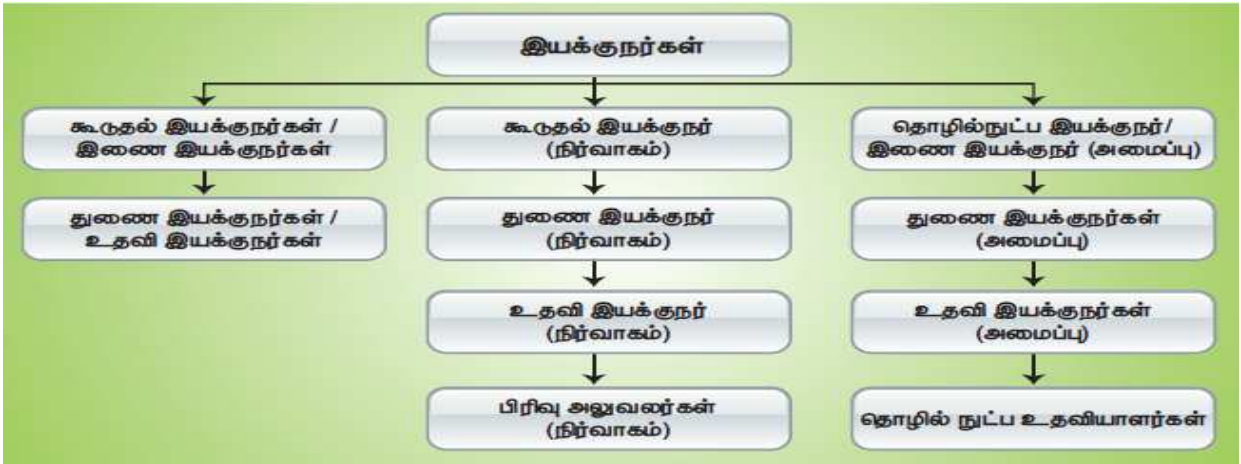 இயக்குநர்கள்
கூடுதல் இயக்குநர்கள் /
இணை இயக்குநர்கள்
கூடுதல் இயக்குநர்
(நிர்வாகம்)
தொழில்நுட்ப இயக்குநர்/
இணை இயக்குநர் (அமைப்பு)
துணை இயக்குநர்கள் /
உதவி இயக்குநர்கள்
துணை இயக்குநர்
(நிர்வாகம்)
துணை இயக்குநர்கள்
(அமைப்பு)
உதவி இயக்குநர்
(நிர்வாகம்)
உதவி இயக்குநர்கள்
(அமைப்பு)
பிரிவு அலுவலர்கள்
(நிர்வாகம்)
தொழில் நுட்ப உதவியாளர்கள்